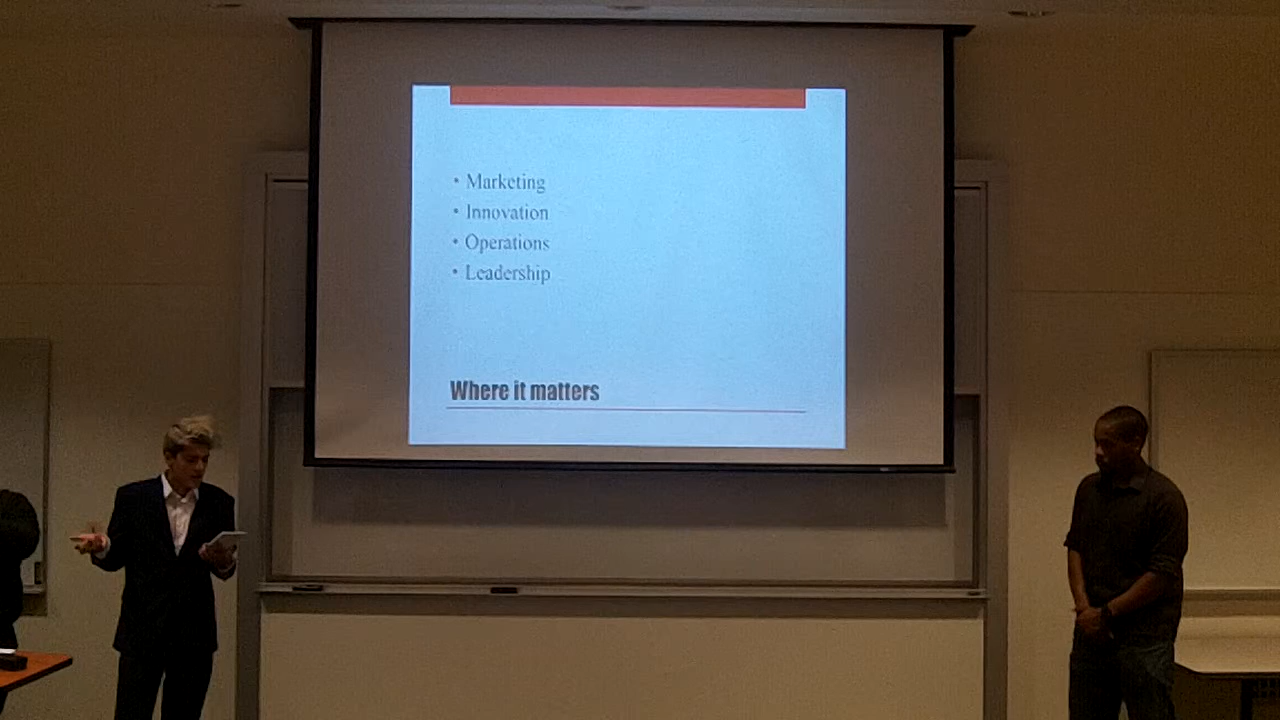 • Marketing
• Innovation
• Operations
• Leadership
Where it matters